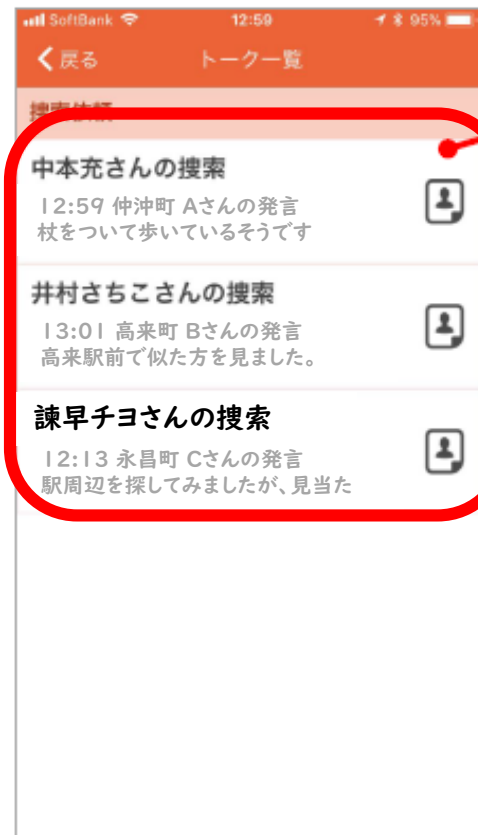 SoftBank 12:59 95%
戻る トーク一覧
捜索依頼
中本充さんの捜索
12:59 仲沖町 Aさんの発言
杖をついて歩いているそうです
井村さちこさんの捜索
13:01 高来町 Bさんの発言
高来駅前で似た方を見ました。
諫早チヨさんの捜索
12:13 永昌町 Cさんの発言
駅周辺を探してみましたが、見当た